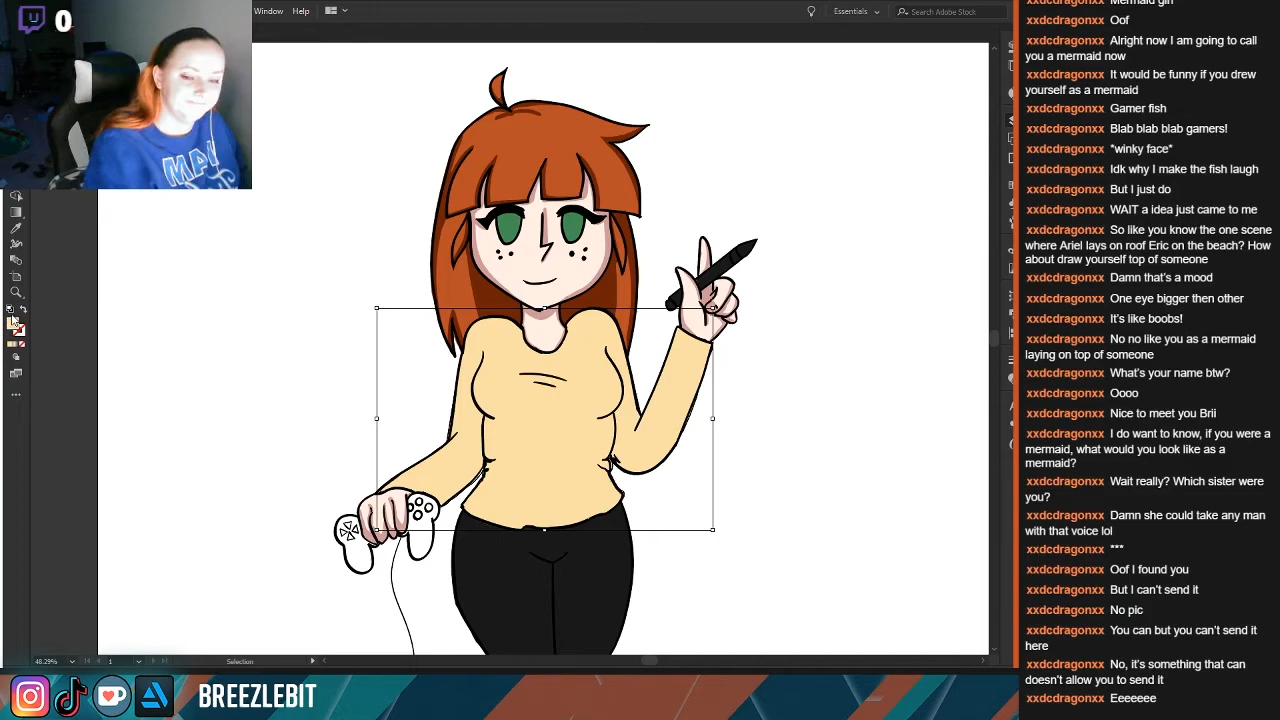 0
Window Help
Essentials
Search Adobe Stock
MA
48.29%
1
Selection
BREEZLEBIT
Mermaid girl
xxdcdragonxx Oof
xxdcdragonxx Alright now I am going to call
you a mermaid now
xxdcdragonxx It would be funny if you drew
yourself as a mermaid
xxdcdragonxx Gamer fish
xxdcdragonxx Blab blab blab gamers!
xxdcdragonxx *winky face*
xxdcdragonxx Idk why I make the fish laugh
xxdcdragonxx But I just do
xxdcdragonxx WAIT a idea just came to me
xxdcdragonxx So like you know the one scene
where Ariel lays on roof Eric on the beach? How
about draw yourself top of someone
xxdcdragonxx Damn that's a mood
xxdcdragonxx One eye bigger then other
xxdcdragonxx It's like boobs!
xxdcdragonxx No no like you as a mermaid
laying on top of someone
xxdcdragonxx What's your name btw?
xxdcdragonxx Oooo
xxdcdragonxx Nice to meet you Brii
xxdcdragonxx I do want to know, if you were a
mermaid, what would you look like as a
mermaid?
xxdcdragonxx Wait really? Which sister were
you?
xxdcdragonxx Damn she could take any man
with that voice lol
xxdcdragonxx ***
xxdcdragonxx Oof I found you
xxdcdragonxx But I can't send it
xxdcdragonxx No pic
xxdcdragonxx You can but you can't send it
here
xxdcdragonxx No, it's something that can
doesn't allow you to send it
xxdcdragonxx Eeeeeee